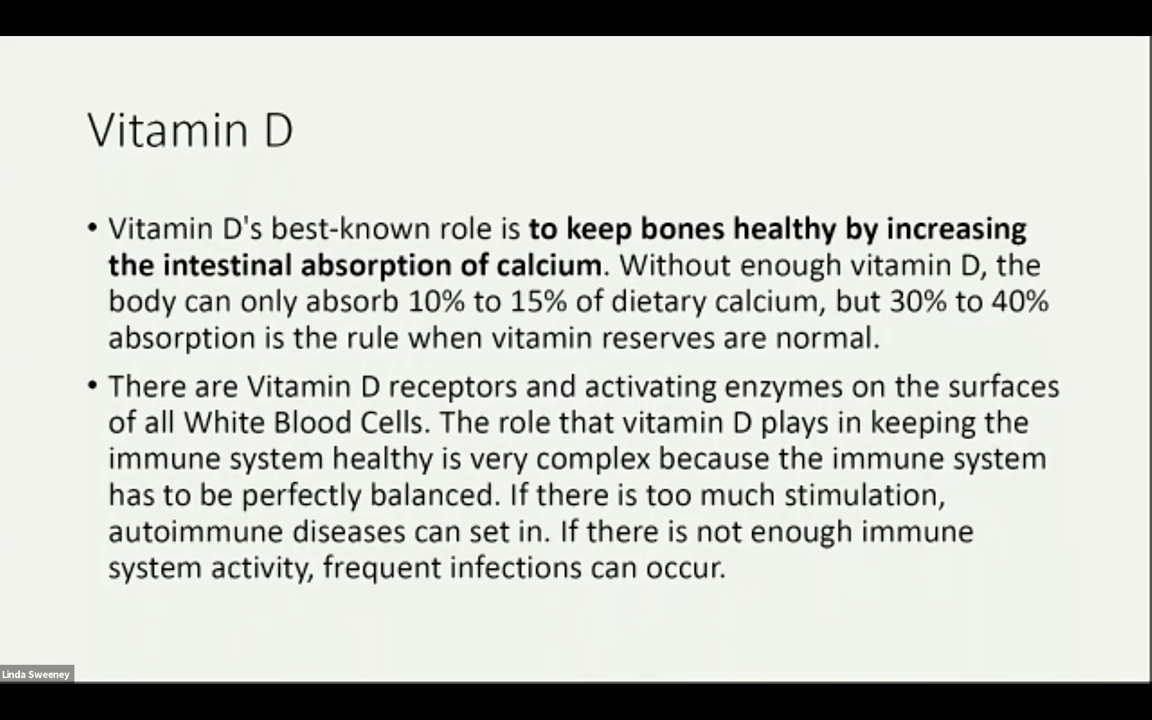 Vitamin D
• Vitamin D's best-known role is to keep bones healthy by increasing
the intestinal absorption of calcium. Without enough vitamin D, the
body can only absorb 10% to 15% of dietary calcium, but 30% to 40%
absorption is the rule when vitamin reserves are normal.
• There are Vitamin D receptors and activating enzymes on the surfaces
of all White Blood Cells. The role that vitamin D plays in keeping the
immune system healthy is very complex because the immune system
has to be perfectly balanced. If there is too much stimulation,
autoimmune diseases can set in. If there is not enough immune
system activity, frequent infections can occur.
Linda Sweeney